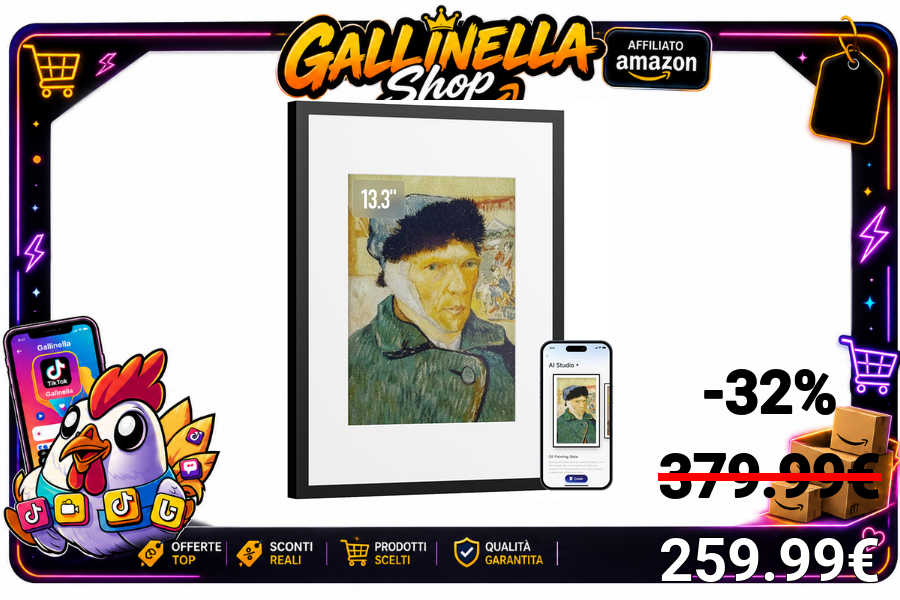 GALLINELLA
Shop
AFFILIATO
amazon
13.3"
Gallinella
TikTok
Gallinella
AI Studio
Oil Painting Style
Create
-32%
379.99€
259.99€
OFFERTE
TOP
SCONTI
REALI
PRODOTTI
SCELTI
QUALITÀ
GARANTITA